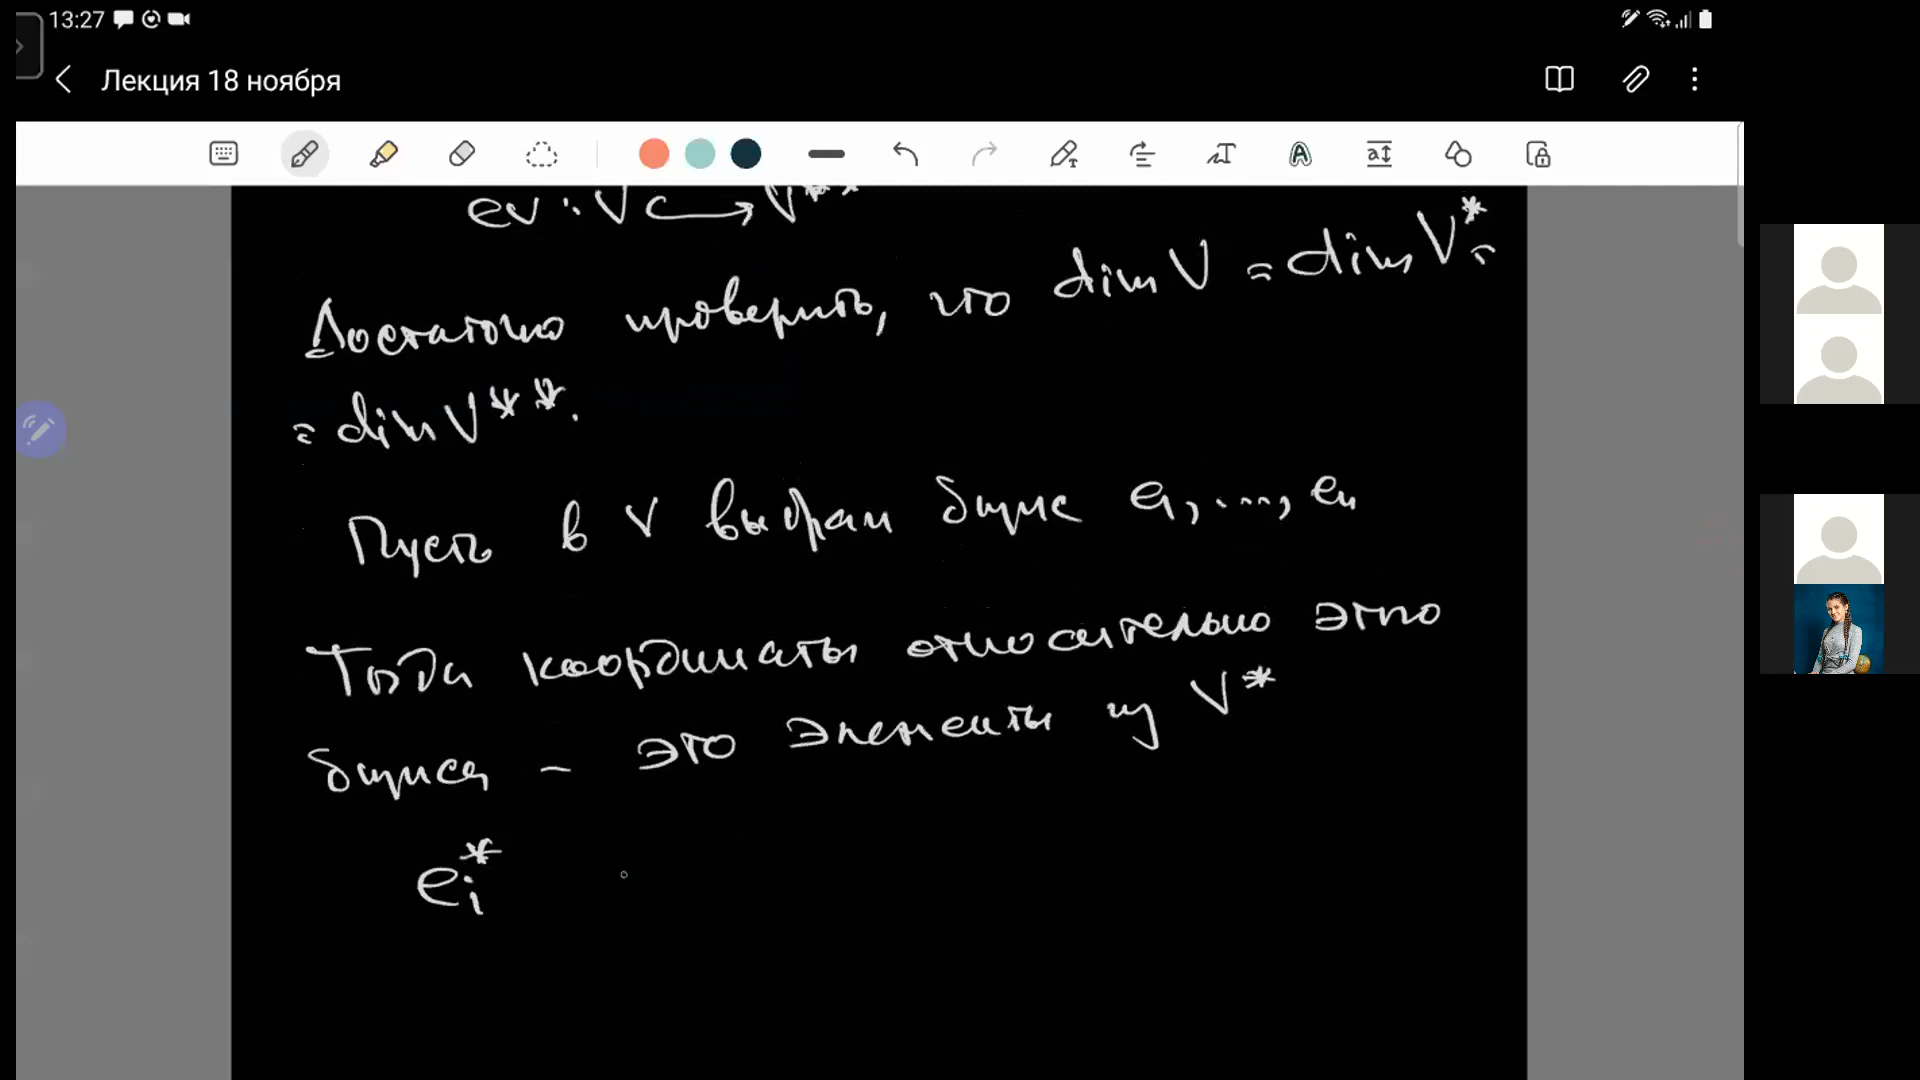 13:27
Лекция 18 ноября
ev : V ↪ V**
Достаточно проверить, что dim V = dim V* =
= dim V**.
Пусть в V выбран базис e₁, ..., eₙ
Тогда координаты относительно этого
базиса – это элементы из V*
eᵢ*